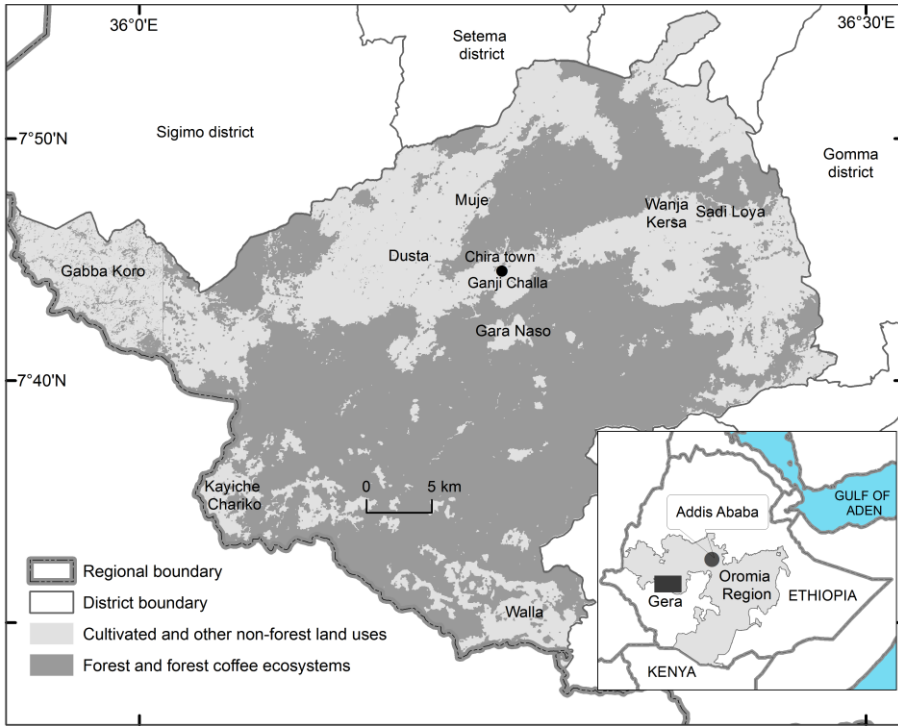 36°0'E
36°30'E
Setema
district
7°50'N
Sigimo district
Gomma
district
Muje
Wanja
Kersa
Sadi Loya
Dusta
Chira town
Gabba Koro
Ganji Challa
Gara Naso
7°40'N
Kayiche
Chariko
0 5 km
Walla
Regional boundary
District boundary
Cultivated and other non-forest land uses
Forest and forest coffee ecosystems
GULF OF
ADEN
Addis Ababa
Oromia
Region
Gera
ETHIOPIA
KENYA